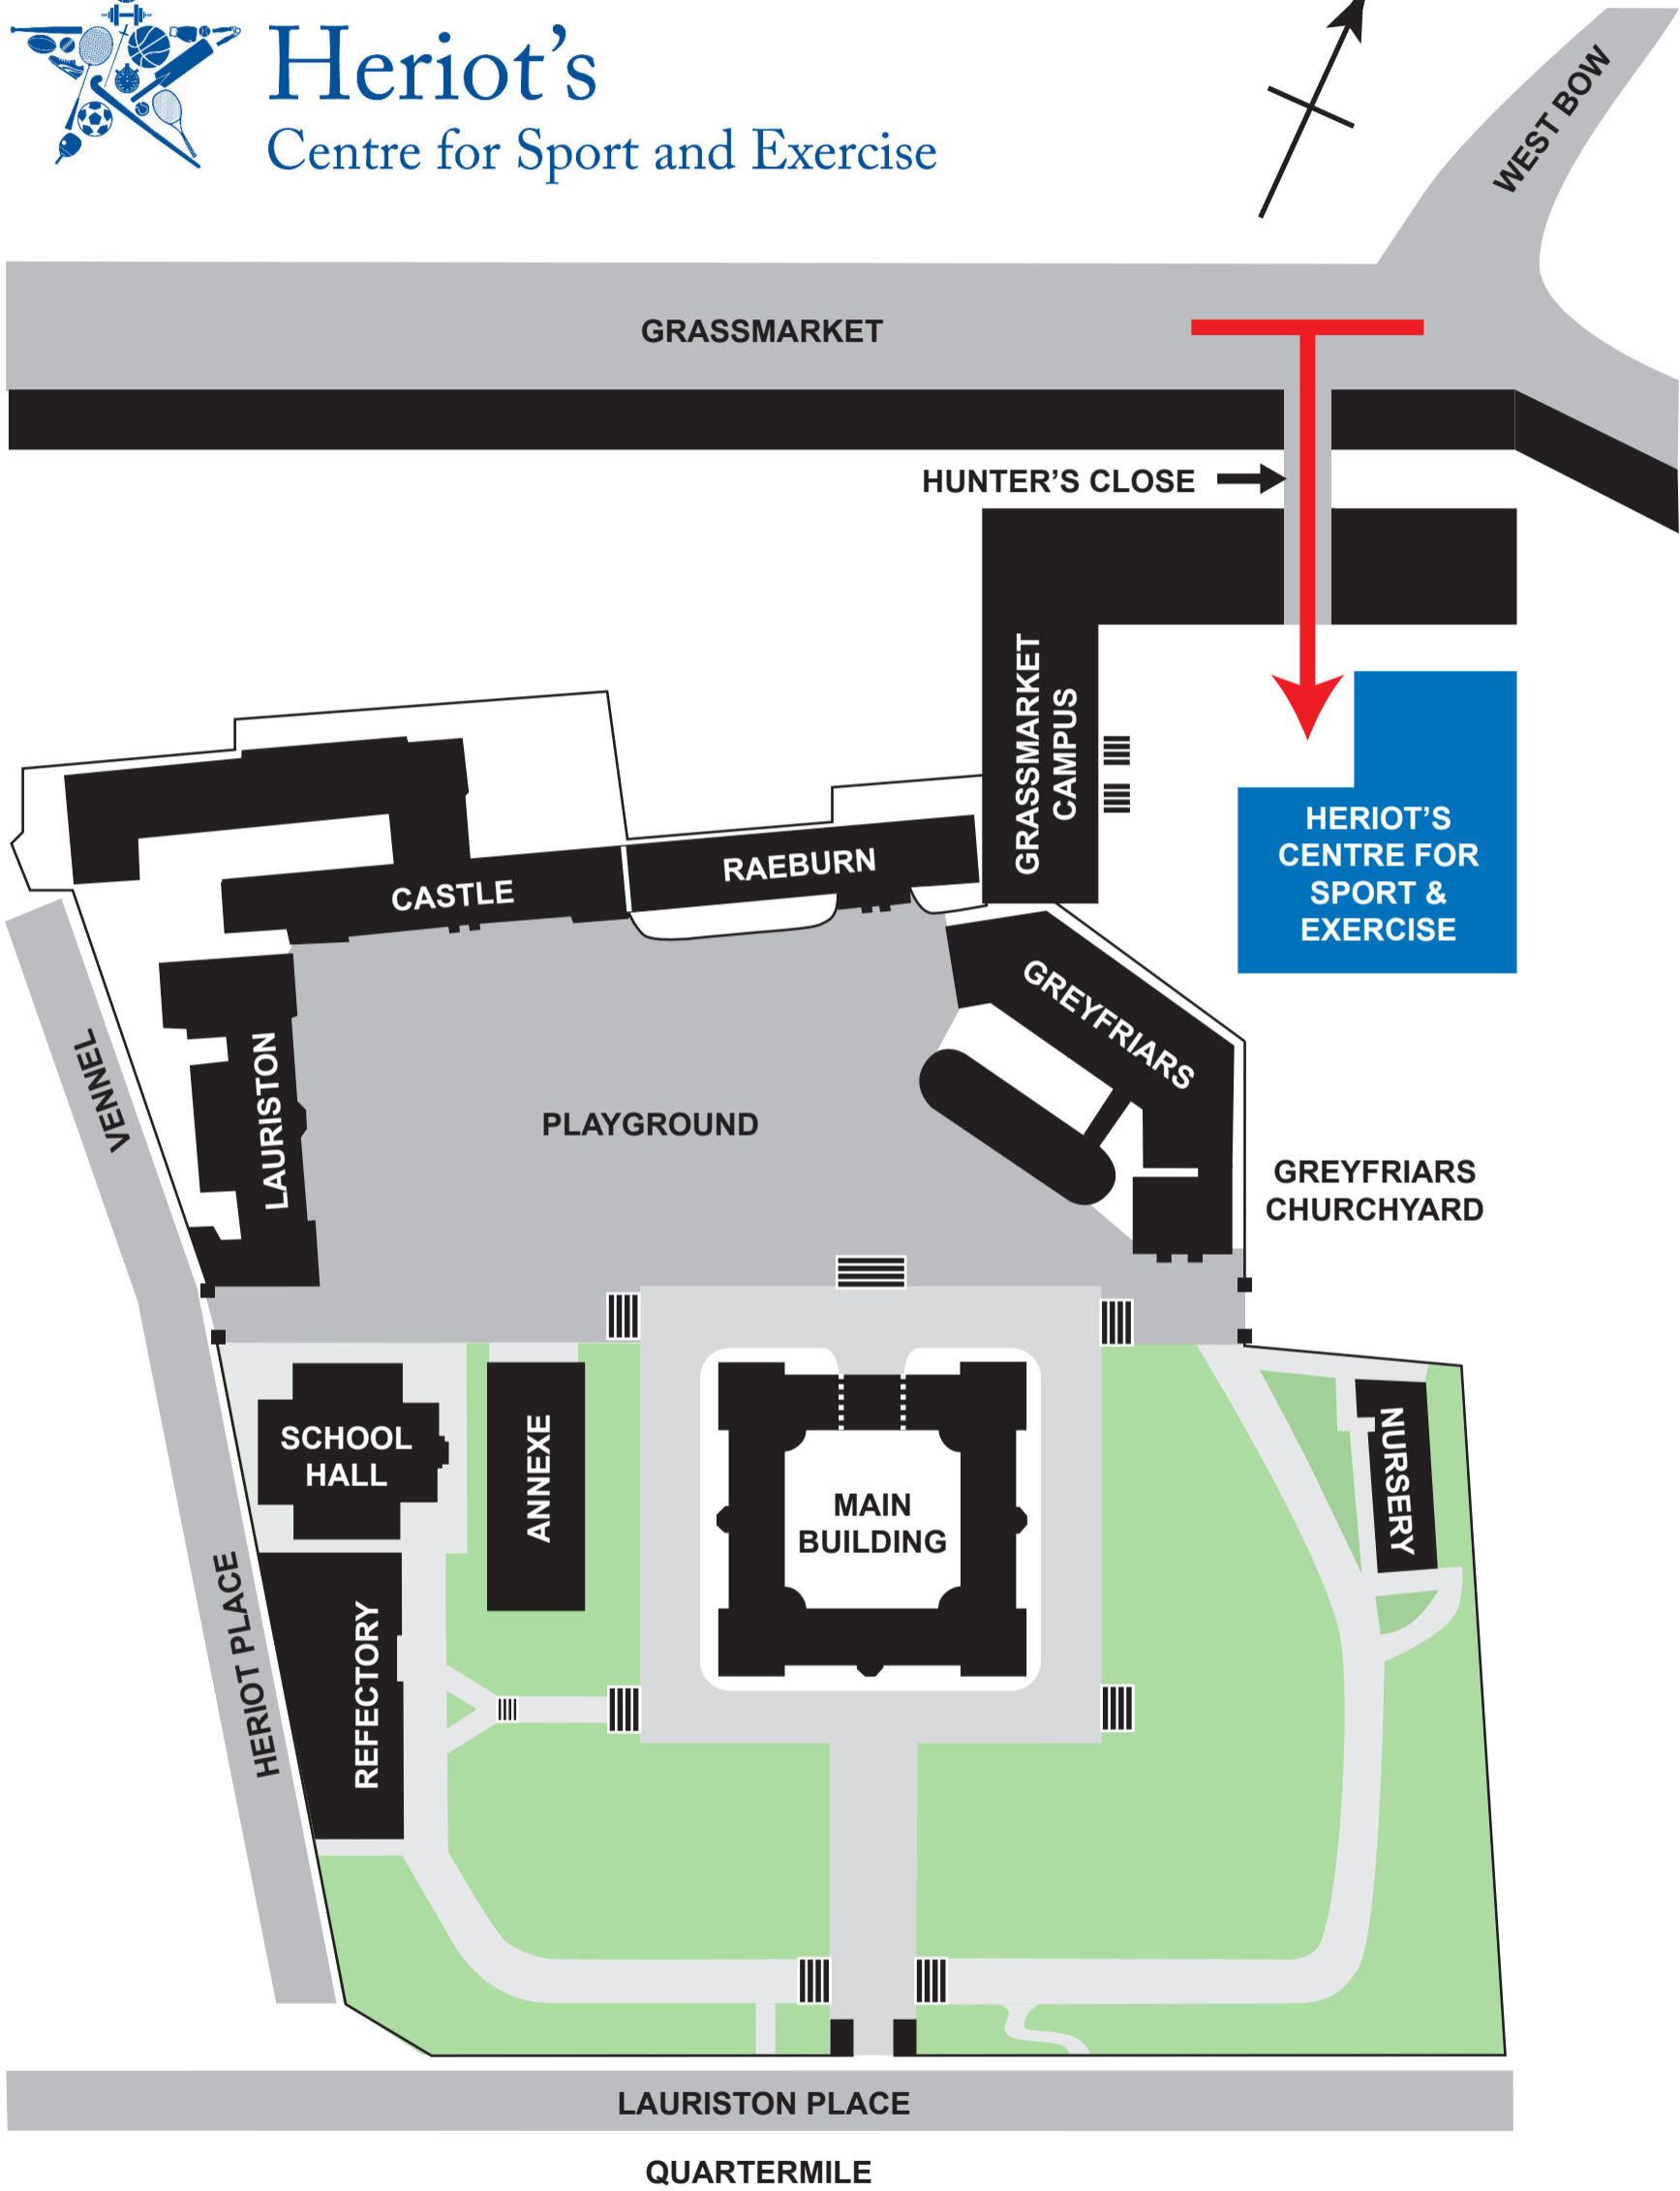 Heriot’s
Centre for Sport and Exercise
WEST BOW
GRASSMARKET
HUNTER’S CLOSE
GRASSMARKET
CAMPUS
HERIOT’S
CENTRE FOR
SPORT &
EXERCISE
RAEBURN
CASTLE
GREYFRIARS
VENNEL
LAURISTON
PLAYGROUND
GREYFRIARS
CHURCHYARD
SCHOOL
HALL
ANNEXE
MAIN
BUILDING
NURSERY
HERIOT PLACE
REFECTORY
LAURISTON PLACE
QUARTERMILE